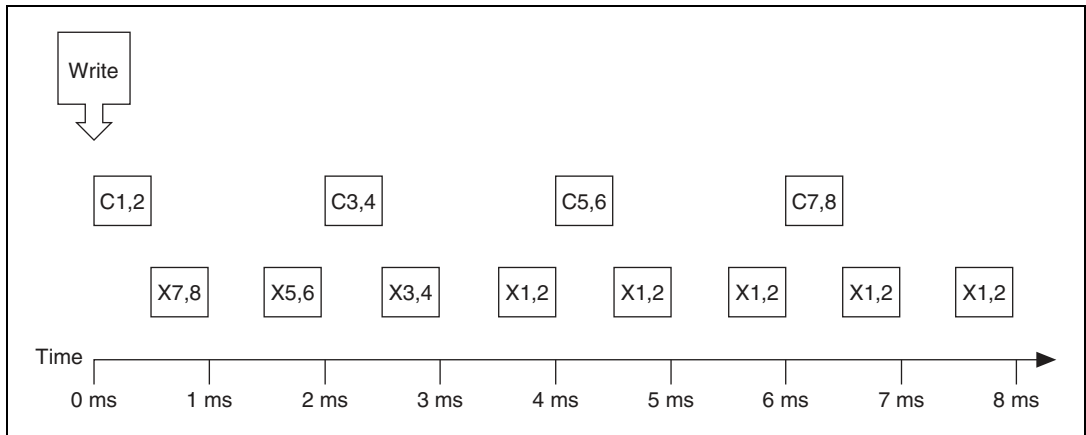 Write
C1,2 C3,4 C5,6 C7,8
X7,8 X5,6 X3,4 X1,2 X1,2 X1,2 X1,2 X1,2
Time
0 ms 1 ms 2 ms 3 ms 4 ms 5 ms 6 ms 7 ms 8 ms